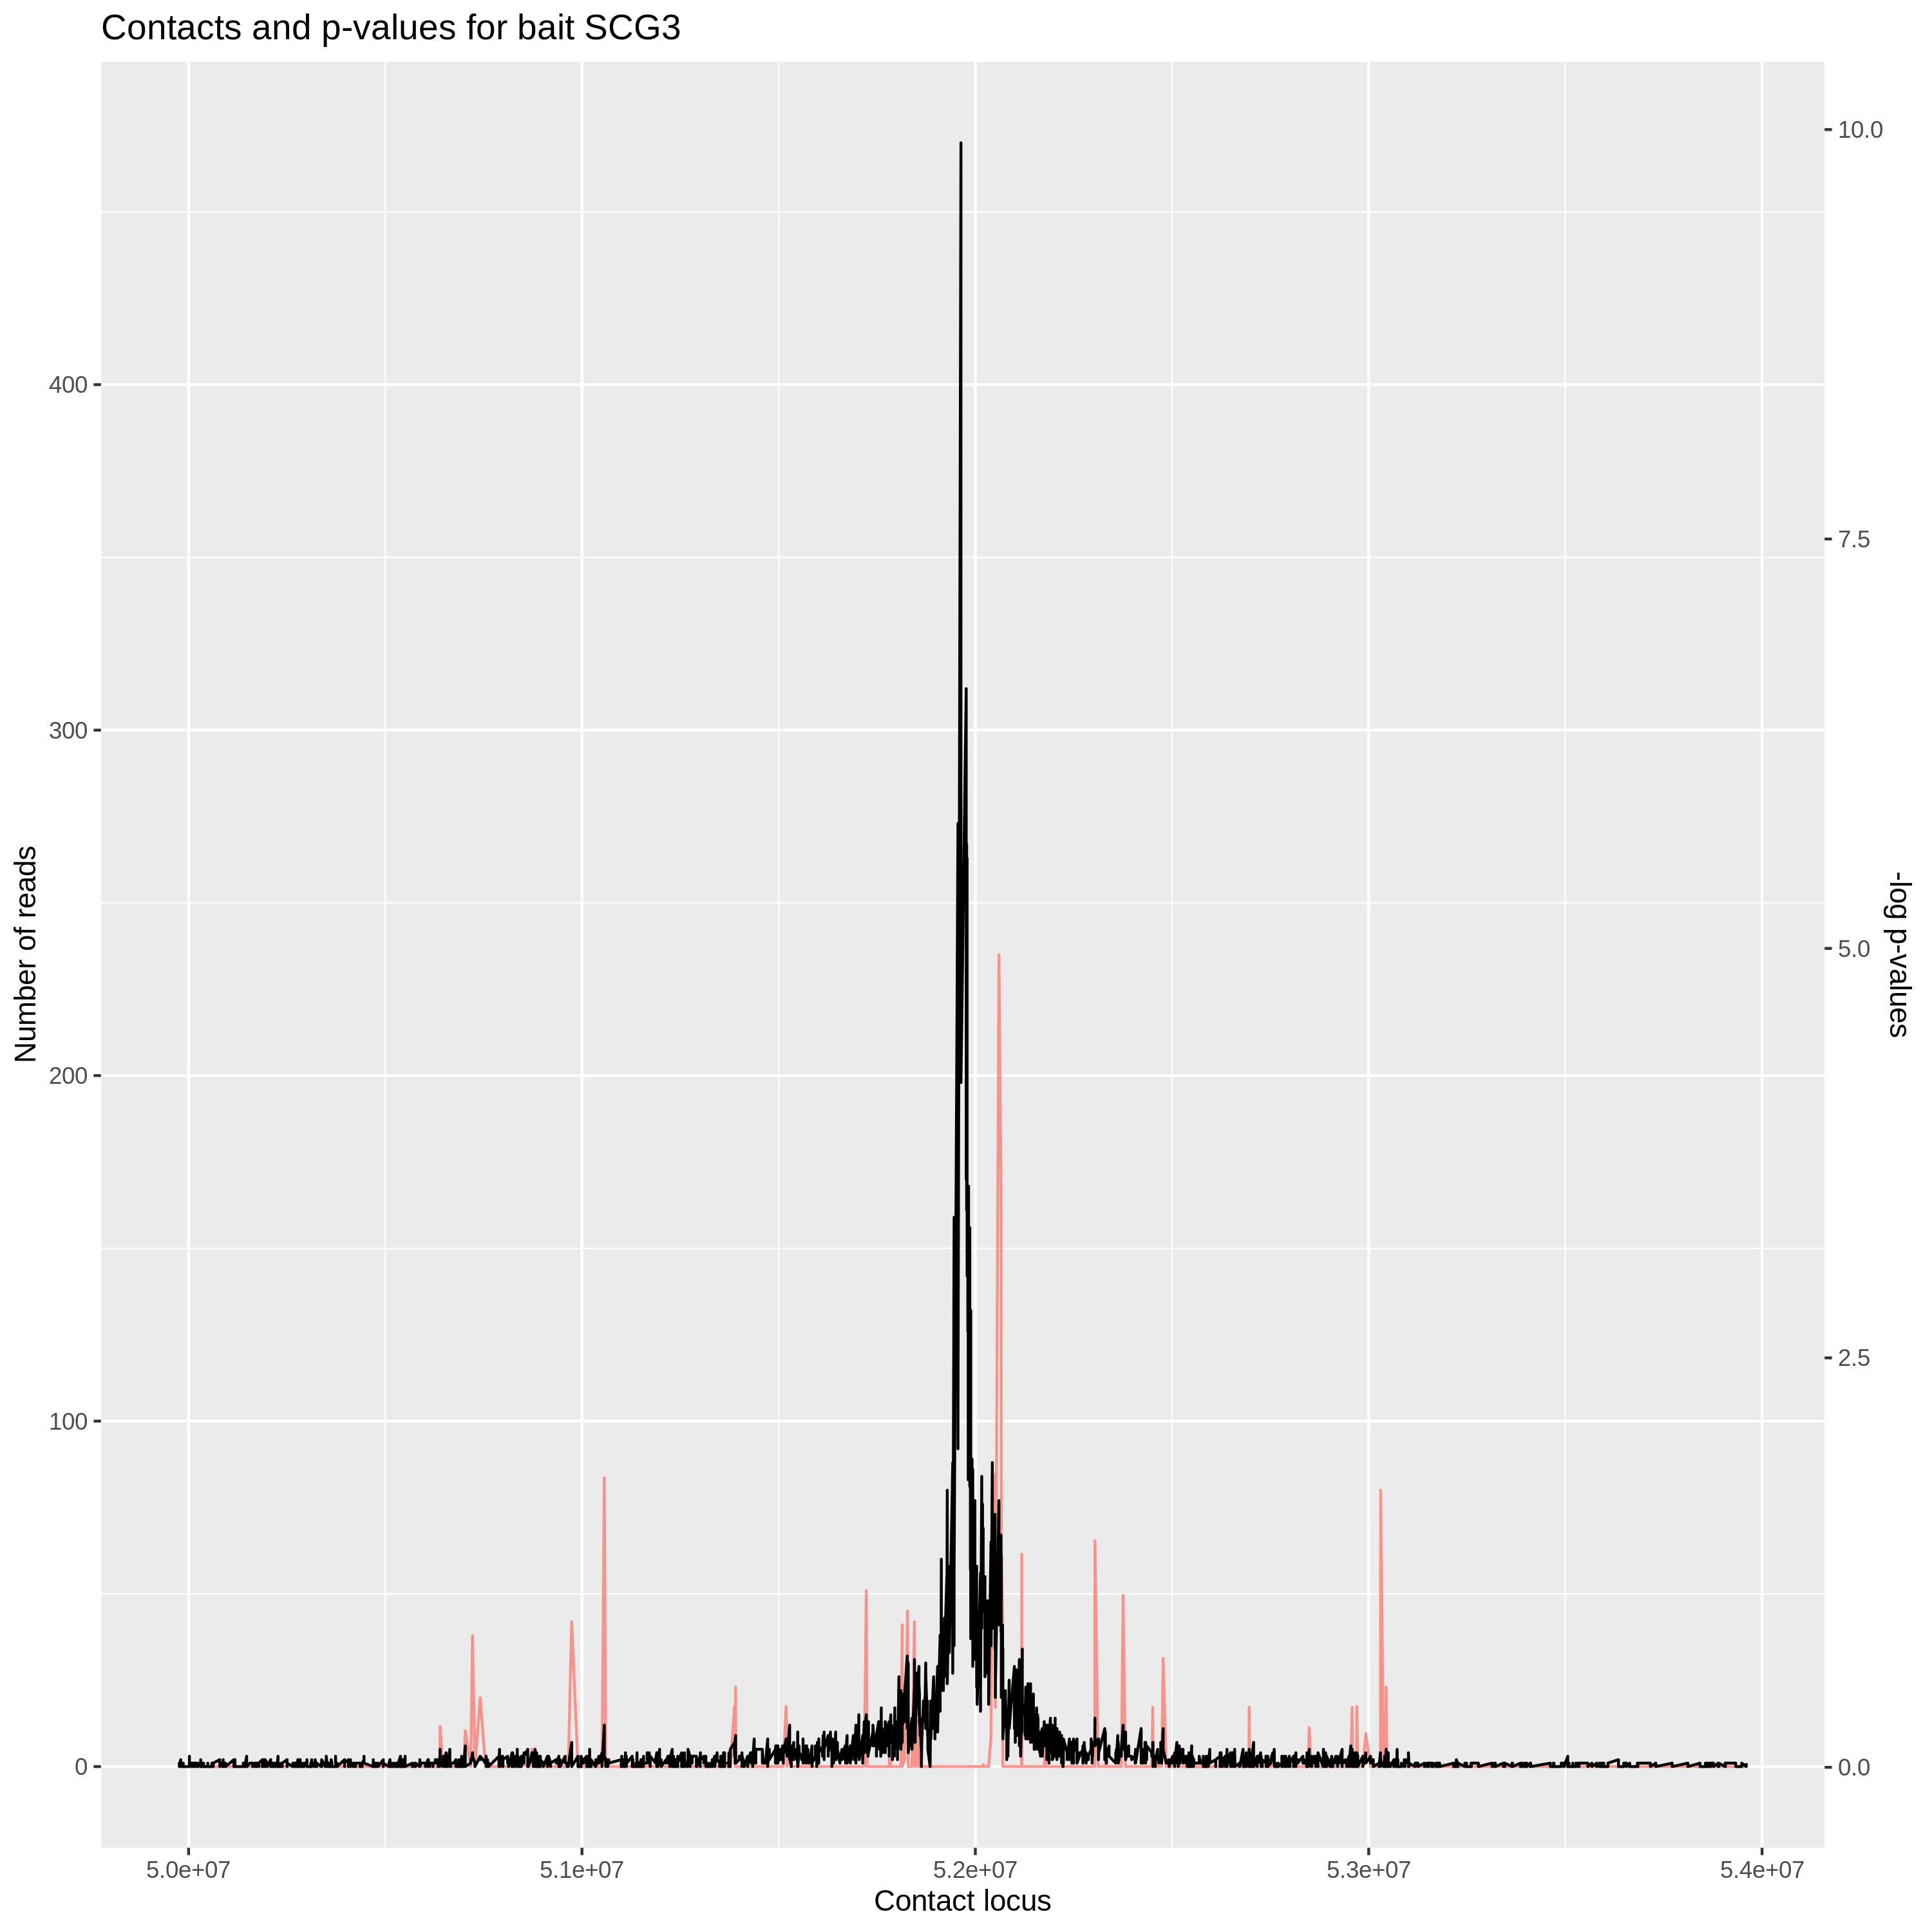 Contacts and p-values for bait SCG3
Number of reads
400
300
200
100
0
10.0
7.5
5.0
2.5
0.0
-log p-values
5.0e+07
5.1e+07
5.2e+07
5.3e+07
5.4e+07
Contact locus